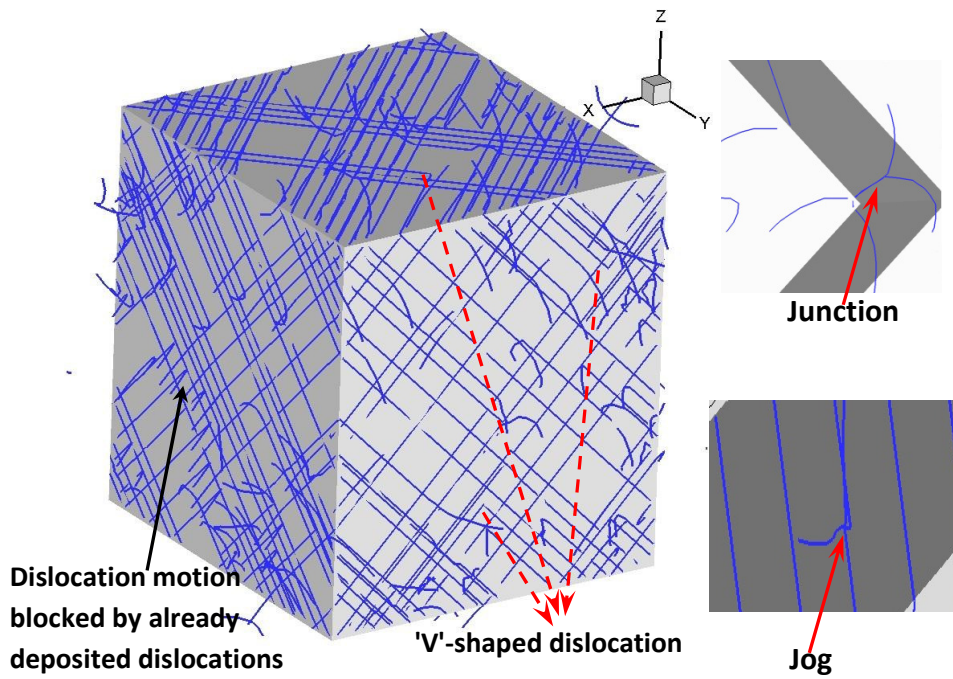 Z
X
Y
Junction
Dislocation motion
blocked by already
deposited dislocations
'V'-shaped dislocation
Jog